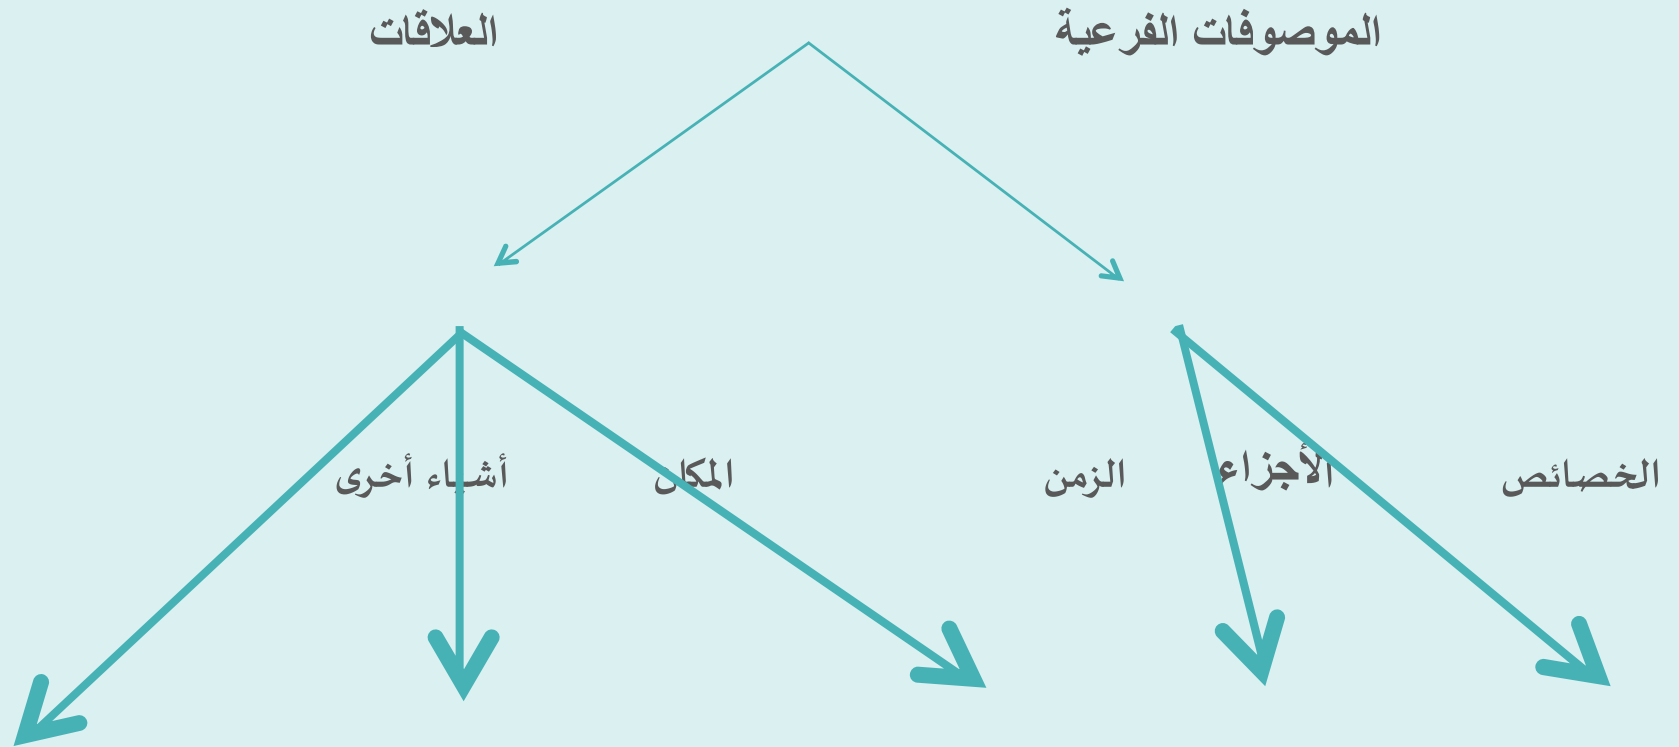 الموصوفات الفرعية
العلاقات
الخصائص
الأجزاء
الزمن
المكان
أشياء أخرى